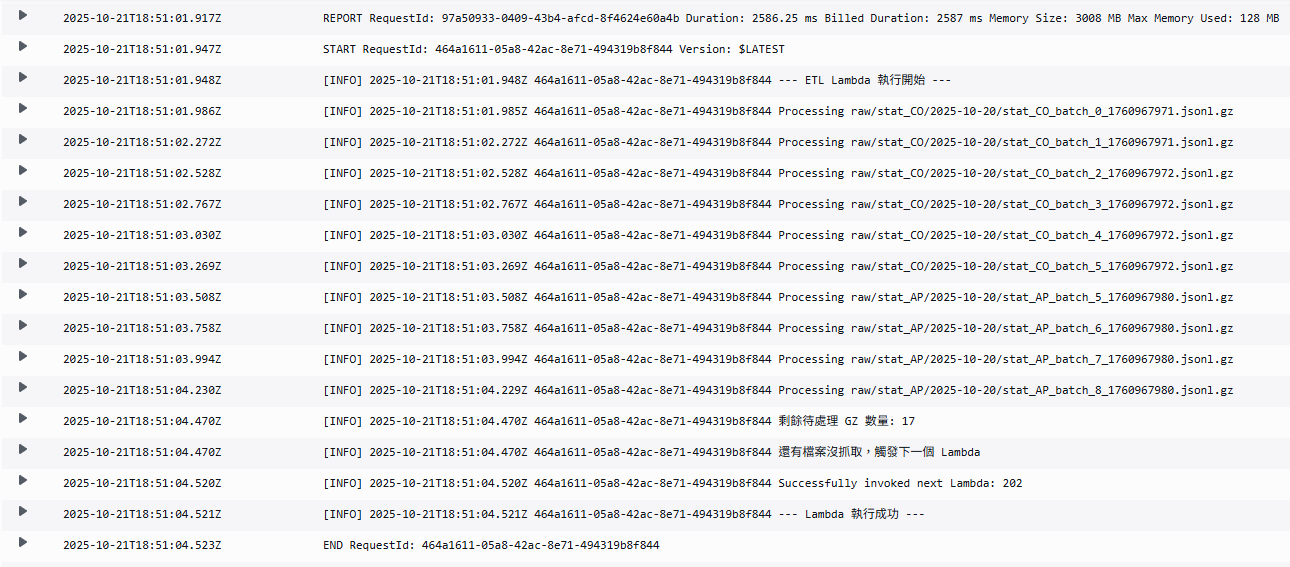 2025-10-21T18:51:01.917Z REPORT RequestId: 97a50933-0409-43b4-afcd-8f4624e60a4b Duration: 2586.25 ms Billed Duration: 2587 ms Memory Size: 3008 MB Max Memory Used: 128 MB
2025-10-21T18:51:01.947Z START RequestId: 464a1611-05a8-42ac-8e71-494319b8f844 Version: $LATEST
2025-10-21T18:51:01.948Z [INFO] 2025-10-21T18:51:01.948Z 464a1611-05a8-42ac-8e71-494319b8f844 --- ETL Lambda 執行開始 ---
2025-10-21T18:51:01.986Z [INFO] 2025-10-21T18:51:01.985Z 464a1611-05a8-42ac-8e71-494319b8f844 Processing raw/stat_CO/2025-10-20/stat_CO_batch_0_1760967971.jsonl.gz
2025-10-21T18:51:02.272Z [INFO] 2025-10-21T18:51:02.272Z 464a1611-05a8-42ac-8e71-494319b8f844 Processing raw/stat_CO/2025-10-20/stat_CO_batch_1_1760967971.jsonl.gz
2025-10-21T18:51:02.528Z [INFO] 2025-10-21T18:51:02.528Z 464a1611-05a8-42ac-8e71-494319b8f844 Processing raw/stat_CO/2025-10-20/stat_CO_batch_2_1760967972.jsonl.gz
2025-10-21T18:51:02.767Z [INFO] 2025-10-21T18:51:02.767Z 464a1611-05a8-42ac-8e71-494319b8f844 Processing raw/stat_CO/2025-10-20/stat_CO_batch_3_1760967972.jsonl.gz
2025-10-21T18:51:03.030Z [INFO] 2025-10-21T18:51:03.030Z 464a1611-05a8-42ac-8e71-494319b8f844 Processing raw/stat_CO/2025-10-20/stat_CO_batch_4_1760967972.jsonl.gz
2025-10-21T18:51:03.269Z [INFO] 2025-10-21T18:51:03.269Z 464a1611-05a8-42ac-8e71-494319b8f844 Processing raw/stat_CO/2025-10-20/stat_CO_batch_5_1760967972.jsonl.gz
2025-10-21T18:51:03.508Z [INFO] 2025-10-21T18:51:03.508Z 464a1611-05a8-42ac-8e71-494319b8f844 Processing raw/stat_AP/2025-10-20/stat_AP_batch_5_1760967980.jsonl.gz
2025-10-21T18:51:03.758Z [INFO] 2025-10-21T18:51:03.758Z 464a1611-05a8-42ac-8e71-494319b8f844 Processing raw/stat_AP/2025-10-20/stat_AP_batch_6_1760967980.jsonl.gz
2025-10-21T18:51:03.994Z [INFO] 2025-10-21T18:51:03.994Z 464a1611-05a8-42ac-8e71-494319b8f844 Processing raw/stat_AP/2025-10-20/stat_AP_batch_7_1760967980.jsonl.gz
2025-10-21T18:51:04.230Z [INFO] 2025-10-21T18:51:04.229Z 464a1611-05a8-42ac-8e71-494319b8f844 Processing raw/stat_AP/2025-10-20/stat_AP_batch_8_1760967980.jsonl.gz
2025-10-21T18:51:04.470Z [INFO] 2025-10-21T18:51:04.470Z 464a1611-05a8-42ac-8e71-494319b8f844 剩餘待處理 GZ 數量: 17
2025-10-21T18:51:04.470Z [INFO] 2025-10-21T18:51:04.470Z 464a1611-05a8-42ac-8e71-494319b8f844 還有檔案沒抓取，觸發下一個 Lambda
2025-10-21T18:51:04.520Z [INFO] 2025-10-21T18:51:04.520Z 464a1611-05a8-42ac-8e71-494319b8f844 Successfully invoked next Lambda: 202
2025-10-21T18:51:04.521Z [INFO] 2025-10-21T18:51:04.521Z 464a1611-05a8-42ac-8e71-494319b8f844 --- Lambda 執行成功 ---
2025-10-21T18:51:04.523Z END RequestId: 464a1611-05a8-42ac-8e71-494319b8f844